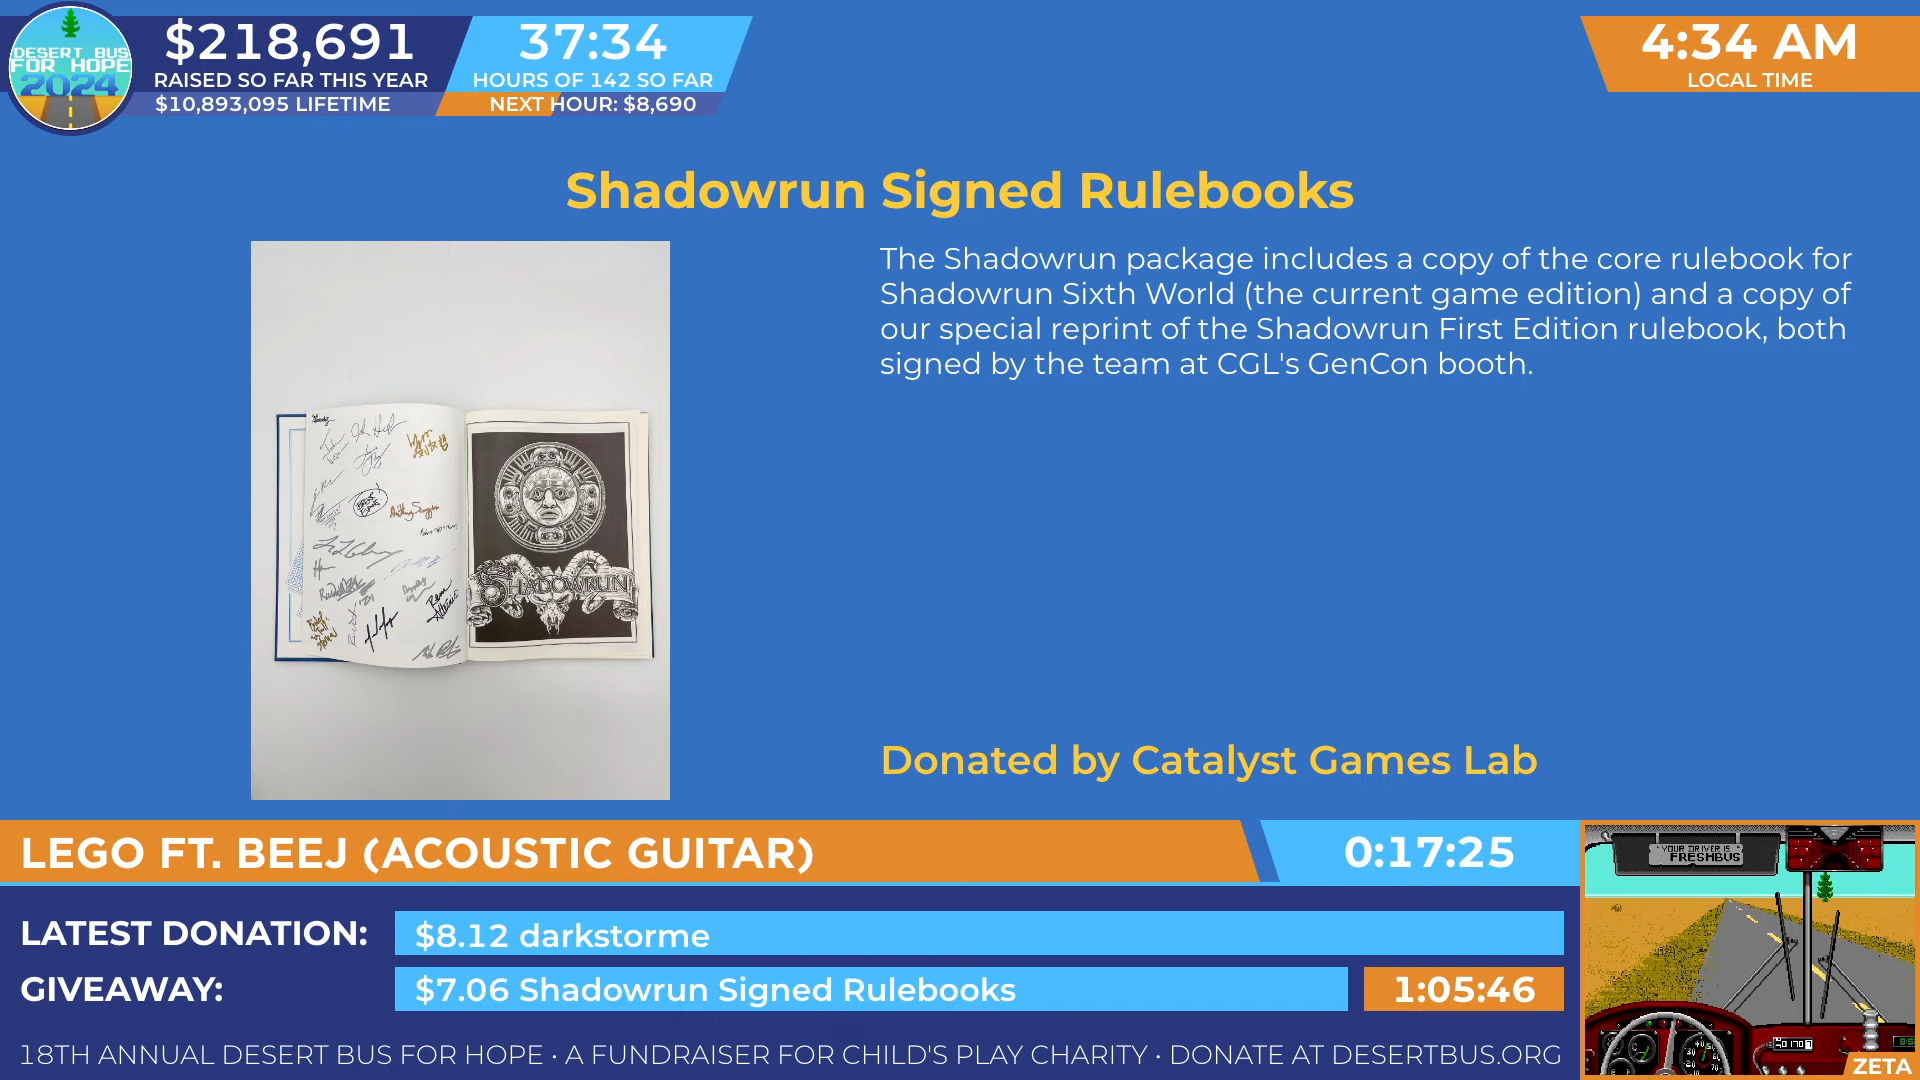 DESERT BUS
FOR HOPE
2024
$218,691
RAISED SO FAR THIS YEAR
$10,893,095 LIFETIME
37:34
HOURS OF 142 SO FAR
NEXT HOUR: $8,690
4:34 AM
LOCAL TIME
Shadowrun Signed Rulebooks
The Shadowrun package includes a copy of the core rulebook for
Shadowrun Sixth World (the current game edition) and a copy of
our special reprint of the Shadowrun First Edition rulebook, both
signed by the team at CGL's GenCon booth.
SHADOWRUN
Donated by Catalyst Games Lab
LEGO FT. BEEJ (ACOUSTIC GUITAR)
0:17:25
LATEST DONATION:
$8.12 darkstorme
GIVEAWAY:
$7.06 Shadowrun Signed Rulebooks
1:05:46
18TH ANNUAL DESERT BUS FOR HOPE · A FUNDRAISER FOR CHILD'S PLAY CHARITY · DONATE AT DESERTBUS.ORG
YOUR DRIVER IS
FRESHBUS
ZETA